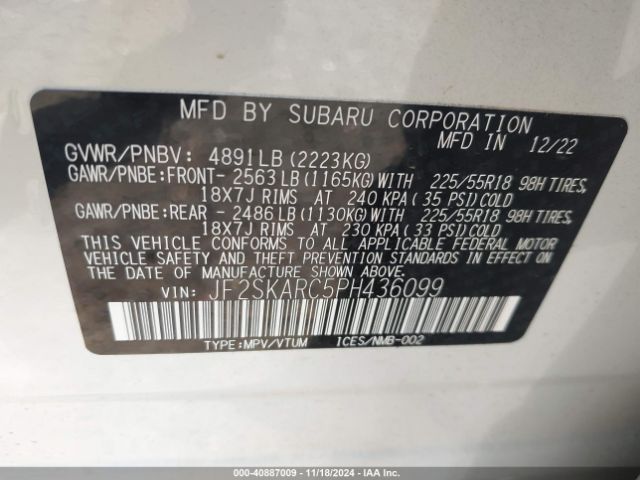 MFD BY SUBARU CORPORATION
MFD IN 12/22
GVWR/PNBV: 4891LB(2223KG)
GAWR/PNBE:FRONT-2563LB(1165KG)WITH 225/55R18 98H TIRES,
18X7J RIMS AT 240 KPA(35 PSI)COLD
GAWR/PNBE:REAR -2486LB(1130KG)WITH 225/55R18 98H TIRES,
18X7J RIMS AT 230 KPA(33 PSI)COLD
THIS VEHICLE CONFORMS TO ALL APPLICABLE FEDERAL MOTOR
VEHICLE SAFETY AND THEFT PREVENTION STANDARDS IN EFFECT ON THE
DATE OF MANUFACTURE SHOWN ABOVE.
VIN: JF2SKARC5PH436099
TYPE:MPV/VTUM ICES/NMB-002
000-40887009 - 11/18/2024 - IAA Inc.